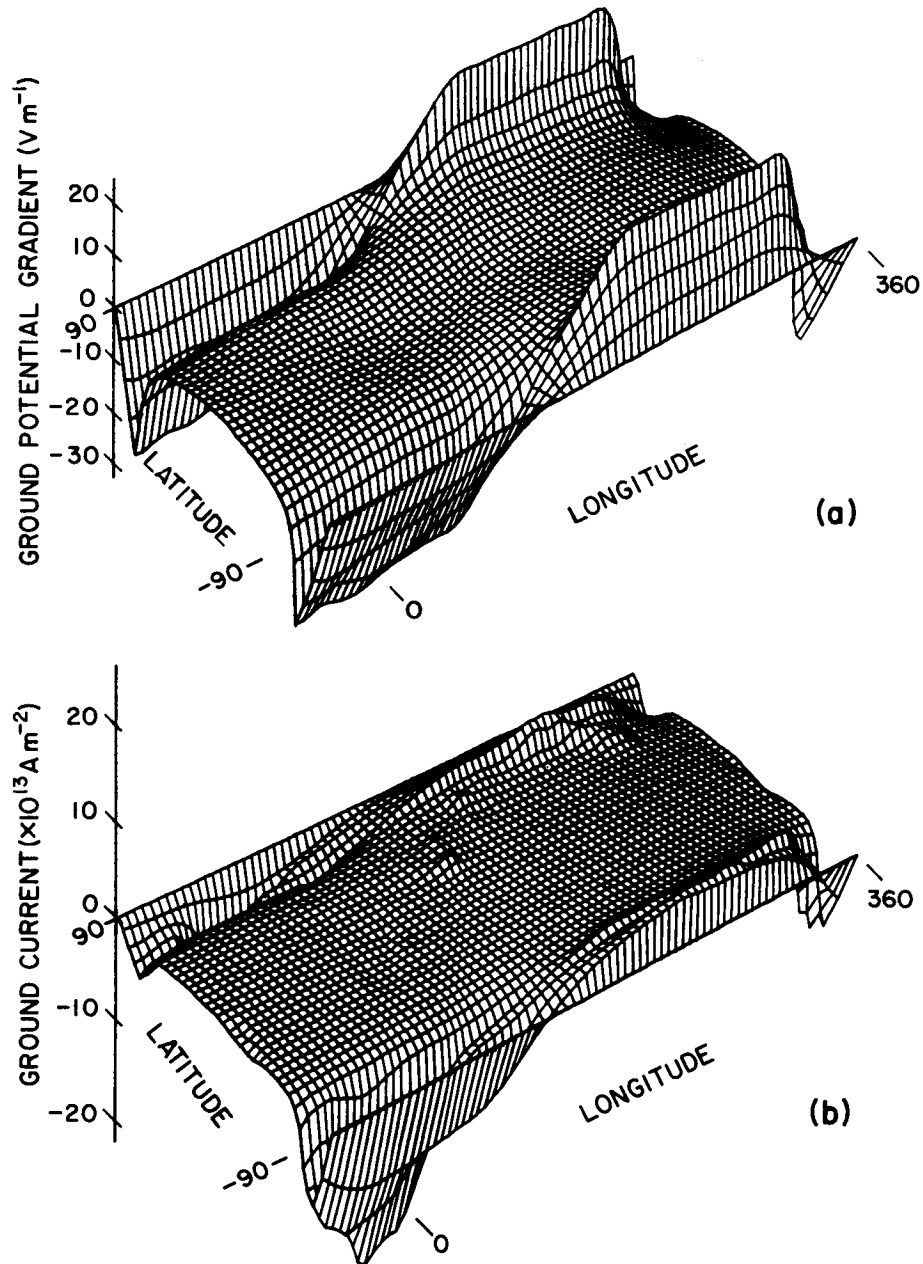 GROUND POTENTIAL GRADIENT (V m⁻¹)
20
10
0
90
-10
-20
-30
LATITUDE
-90
0
LONGITUDE
360
(a)
GROUND CURRENT (×10¹³ A m⁻²)
20
10
0
90
-10
-20
LATITUDE
-90
0
LONGITUDE
360
(b)